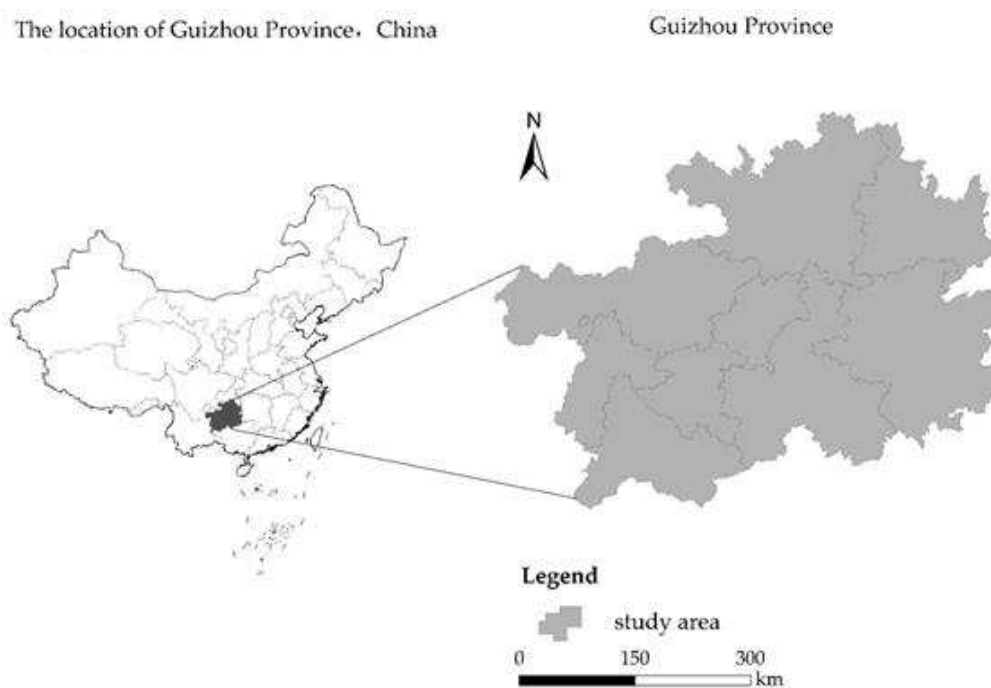 The location of Guizhou Province，China
Guizhou Province
N
Legend
study area
0 150 300
km